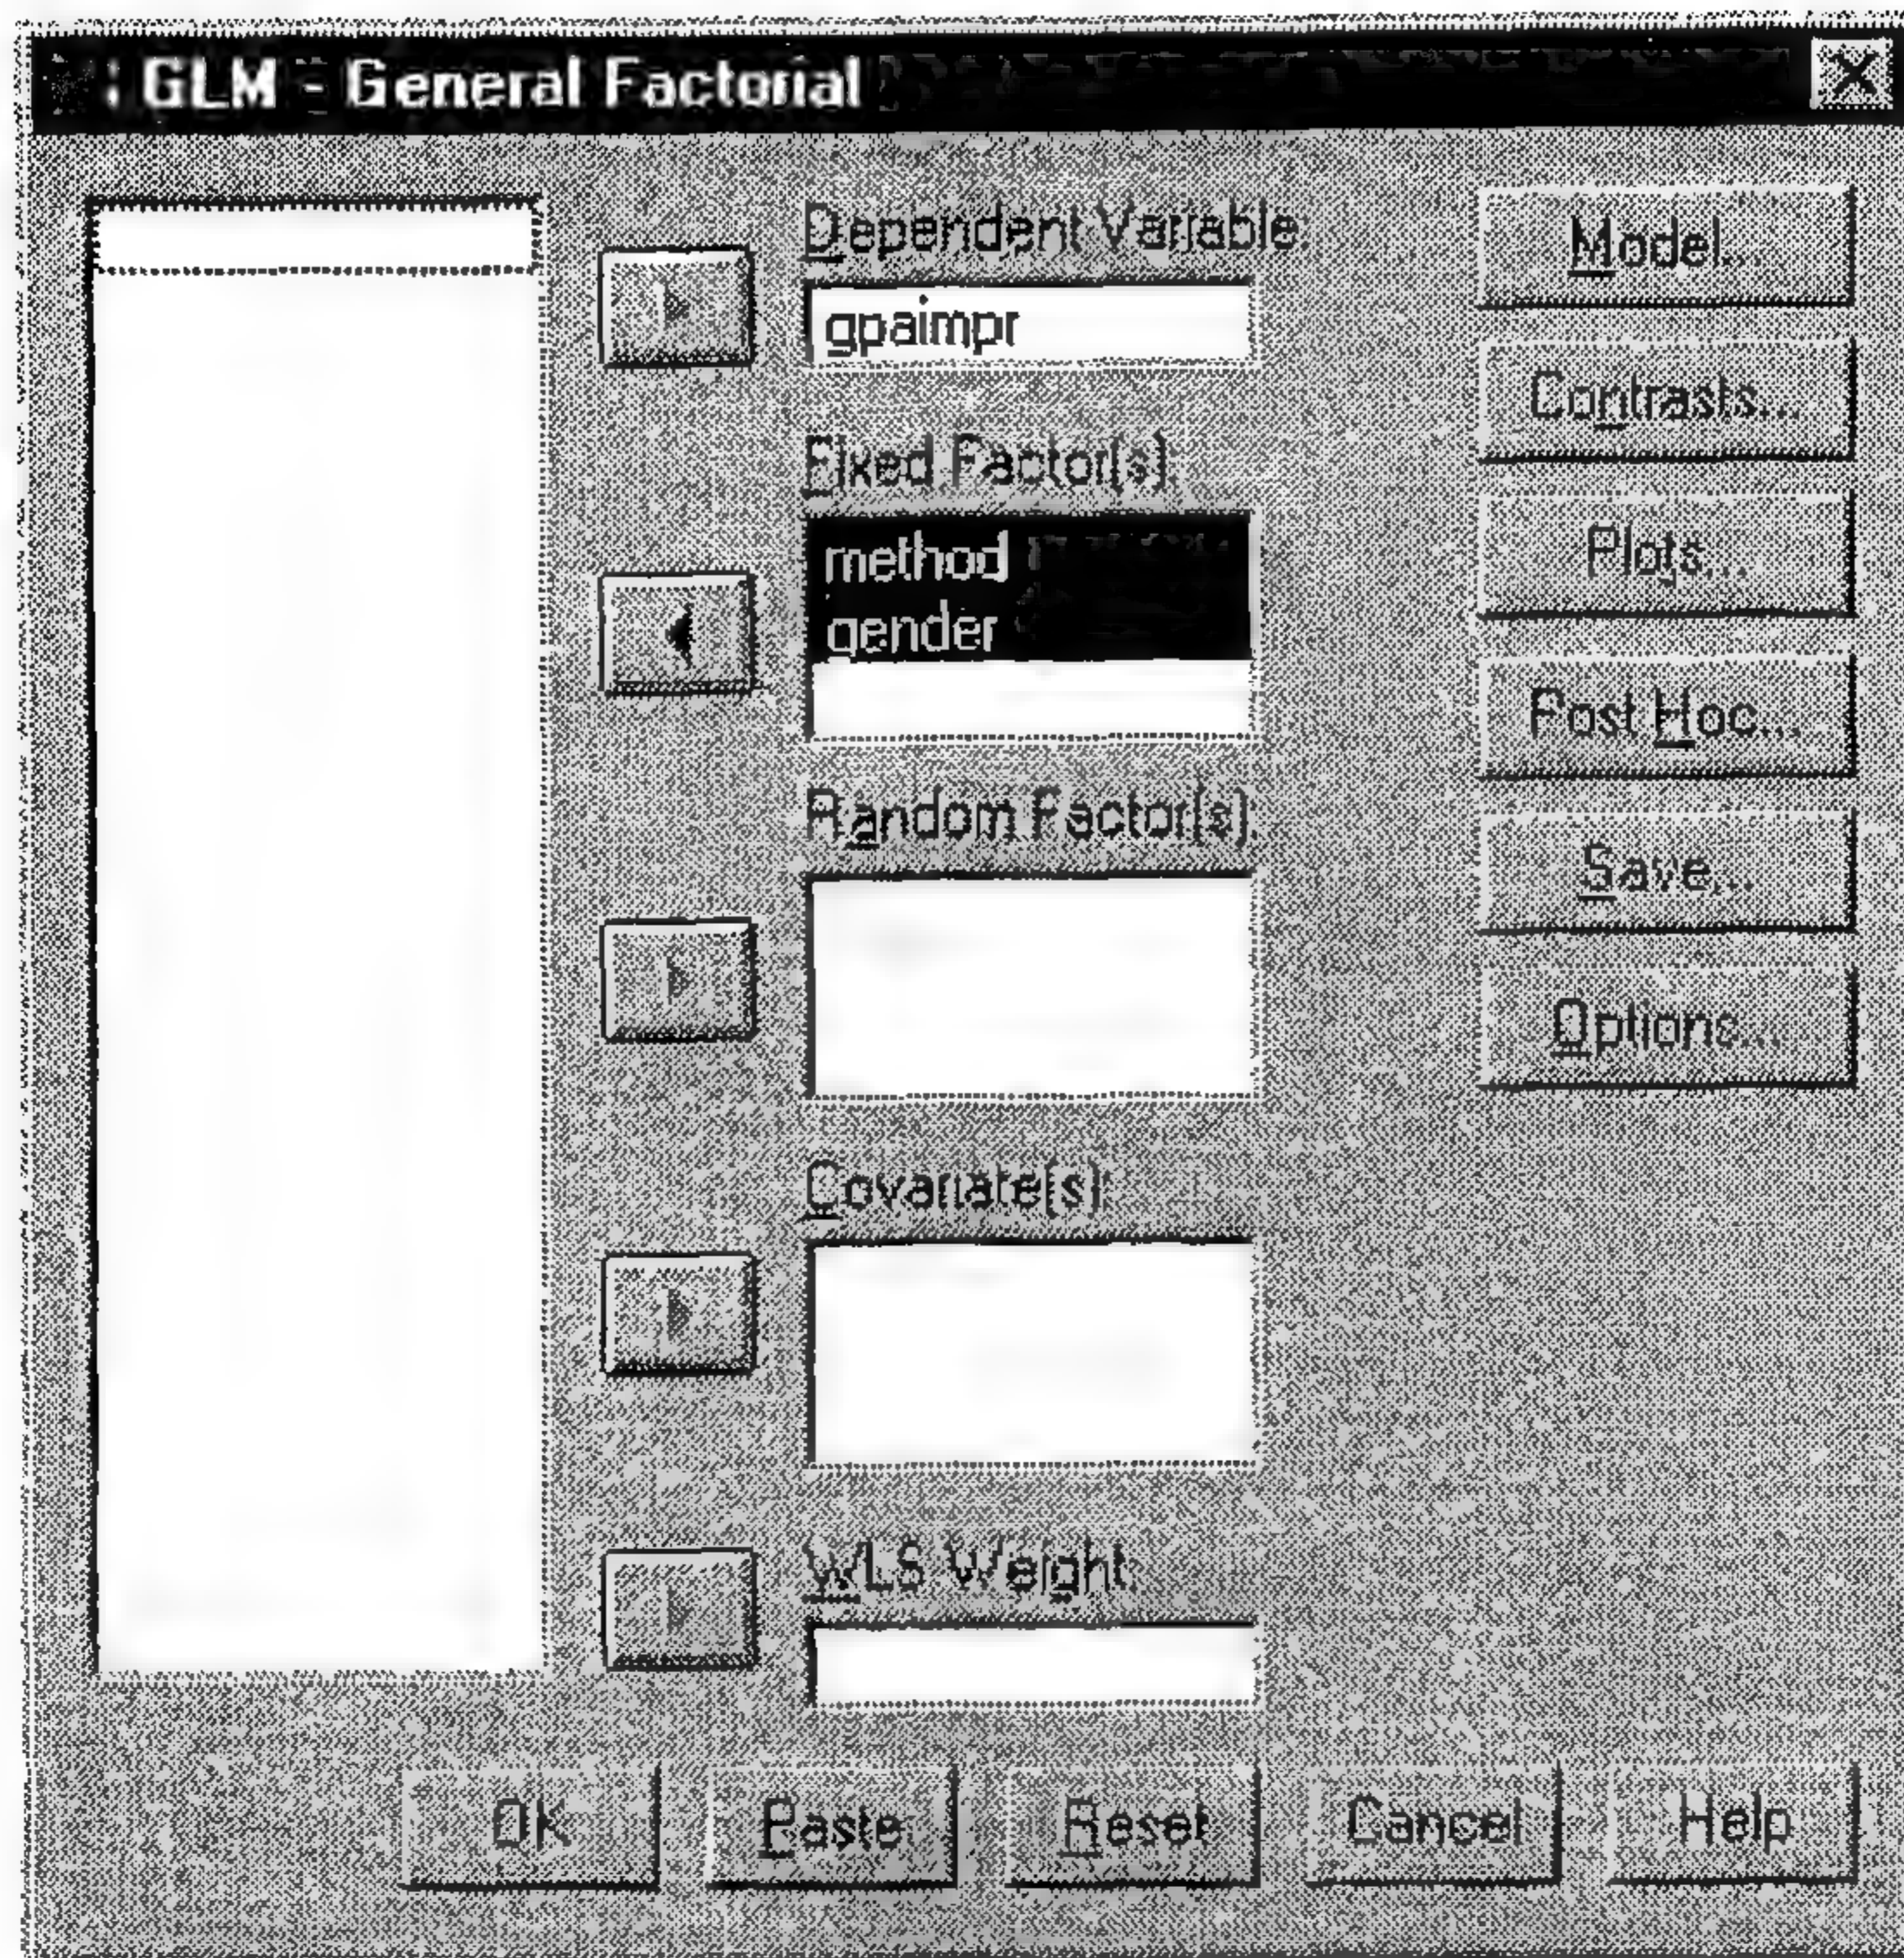 GLM - General Factorial
Dependent Variable:
gpaimpr
Fixed Factor(s):
method
gender
Random Factor(s):
Covariate(s):
WLS Weight:
Model...
Contrasts...
Plots...
Post Hoc...
Save...
Options...
OK
Paste
Reset
Cancel
Help